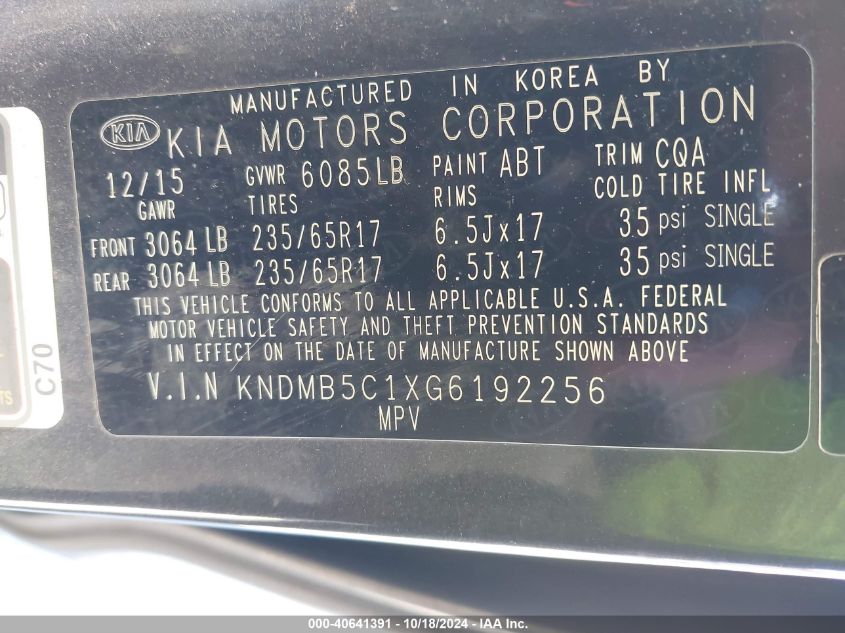 MANUFACTURED IN KOREA BY
KIA KIA MOTORS CORPORATION
12/15 GVWR 6085LB PAINT ABT TRIM CQA
GAWR TIRES RIMS COLD TIRE INFL
FRONT 3064 LB 235/65R17 6.5Jx17 35 psi SINGLE
REAR 3064 LB 235/65R17 6.5Jx17 35 psi SINGLE
THIS VEHICLE CONFORMS TO ALL APPLICABLE U.S.A. FEDERAL
MOTOR VEHICLE SAFETY AND THEFT PREVENTION STANDARDS
IN EFFECT ON THE DATE OF MANUFACTURE SHOWN ABOVE
V.I.N KNDMB5C1XG6192256
MPV
C70
000-40641391 - 10/18/2024 - IAA Inc.